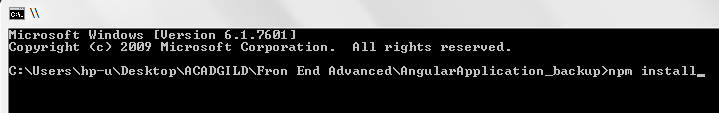 \\
Microsoft Windows [Version 6.1.7601]
Copyright (c) 2009 Microsoft Corporation.  All rights reserved.
C:\Users\hp-u\Desktop\ACADGILD\Fron End Advanced\AngularApplication_backup>npm install_